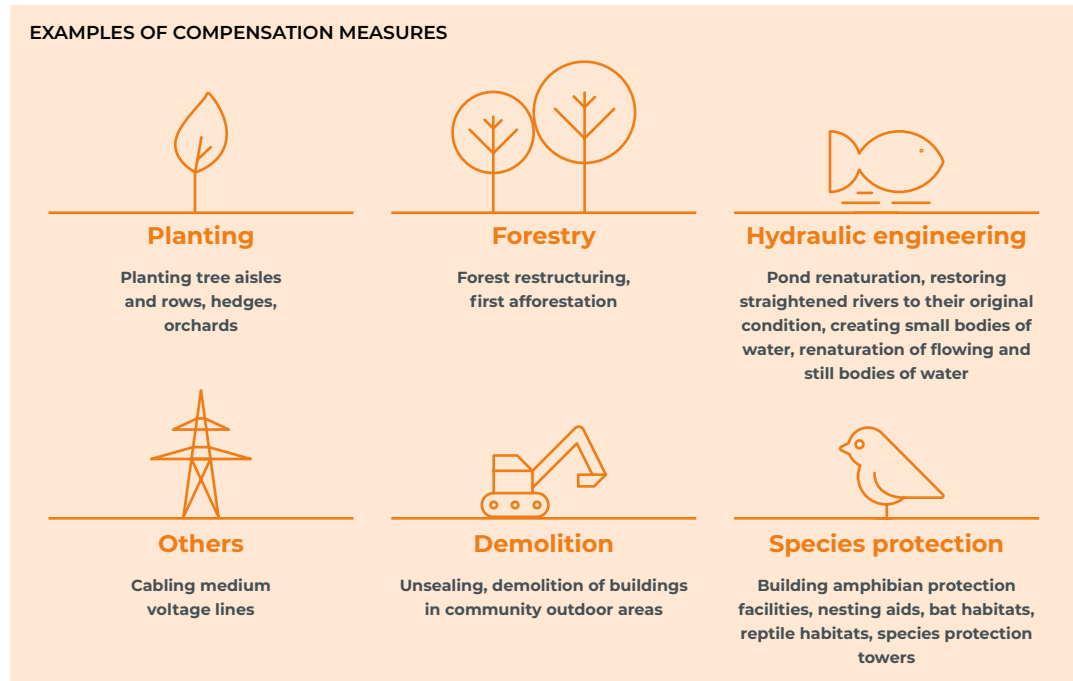 EXAMPLES OF COMPENSATION MEASURES
Planting
Planting tree aisles
and rows, hedges,
orchards
Forestry
Forest restructuring,
first afforestation
Hydraulic engineering
Pond renaturation, restoring
straightened rivers to their original
condition, creating small bodies of
water, renaturation of flowing and
still bodies of water
Others
Cabling medium
voltage lines
Demolition
Unsealing, demolition of buildings
in community outdoor areas
Species protection
Building amphibian protection
facilities, nesting aids, bat habitats,
reptile habitats, species protection
towers